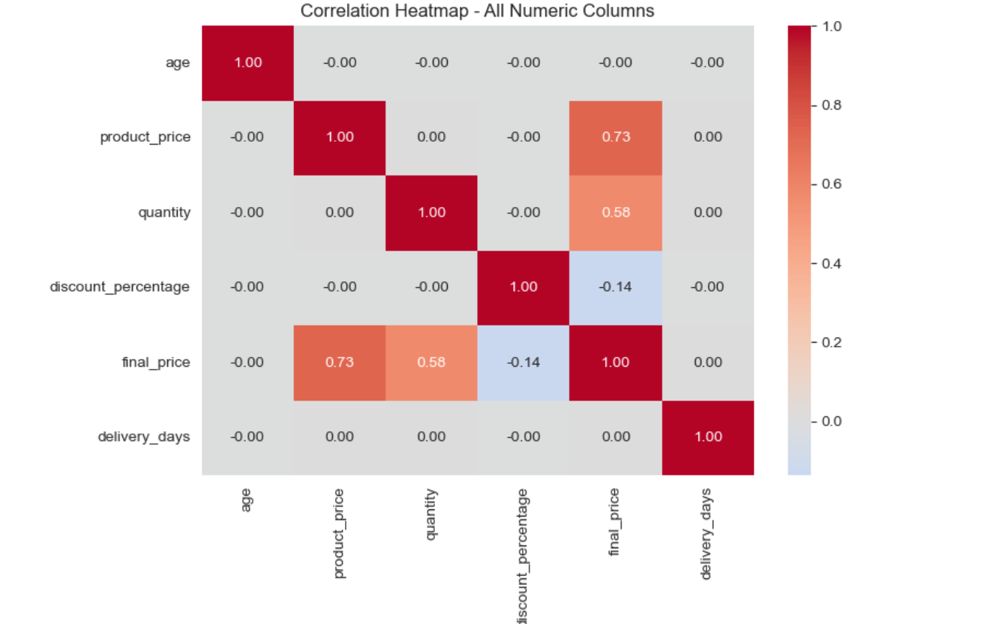 Correlation Heatmap - All Numeric Columns
age 1.00 -0.00 -0.00 -0.00 -0.00 -0.00
product_price -0.00 1.00 0.00 -0.00 0.73 0.00
quantity -0.00 0.00 1.00 -0.00 0.58 0.00
discount_percentage -0.00 -0.00 -0.00 1.00 -0.14 -0.00
final_price -0.00 0.73 0.58 -0.14 1.00 0.00
delivery_days -0.00 0.00 0.00 -0.00 0.00 1.00
age
product_price
quantity
discount_percentage
final_price
delivery_days
1.0
0.8
0.6
0.4
0.2
0.0